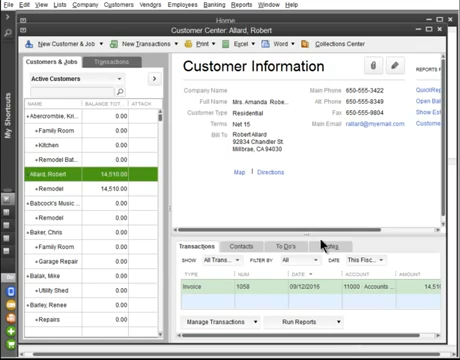 File Edit View Lists Company Customers Vendors Employees Banking Reports Window Help
Home
Customer Center: Allard, Robert
New Customer & Job New Transactions Print Excel Word Collections Center
My Shortcuts
Customers & Jobs Transactions
Active Customers
NAME BALANCE TOT... ATTACH
Abercrombie, Kri... 0.00
Family Room 0.00
Kitchen 0.00
Remodel Bat... 0.00
Allard, Robert 14,510.00
Remodel 14,510.00
Babcock's Music ... 0.00
Remodel 0.00
Baker, Chris 0.00
Family Room 0.00
Garage Repair 0.00
Balak, Mike 0.00
Utility Shed 0.00
Barley, Renee 0.00
Repairs 0.00
Customer Information
REPORTS F
Company Name
Full Name Mrs. Amanda Robe...
Customer Type Residential
Terms Net 15
Bill To Robert Allard
92834 Chandler St.
Millbrae, CA 94030
Map | Directions
Main Phone 650-555-3422
Alt. Phone 650-555-8349
Fax 650-555-9804
Main Email rallard@myemail.com
QuickRep
Open Bala
Show Esti
Custome
Transactions Contacts To Do's
SHOW All Trans... FILTER BY All DATE This Fisc...
TYPE NUM DATE ACCOUNT AMOUNT
Invoice 1058 09/12/2016 11000 · Accounts ... 14,510
Manage Transactions Run Reports